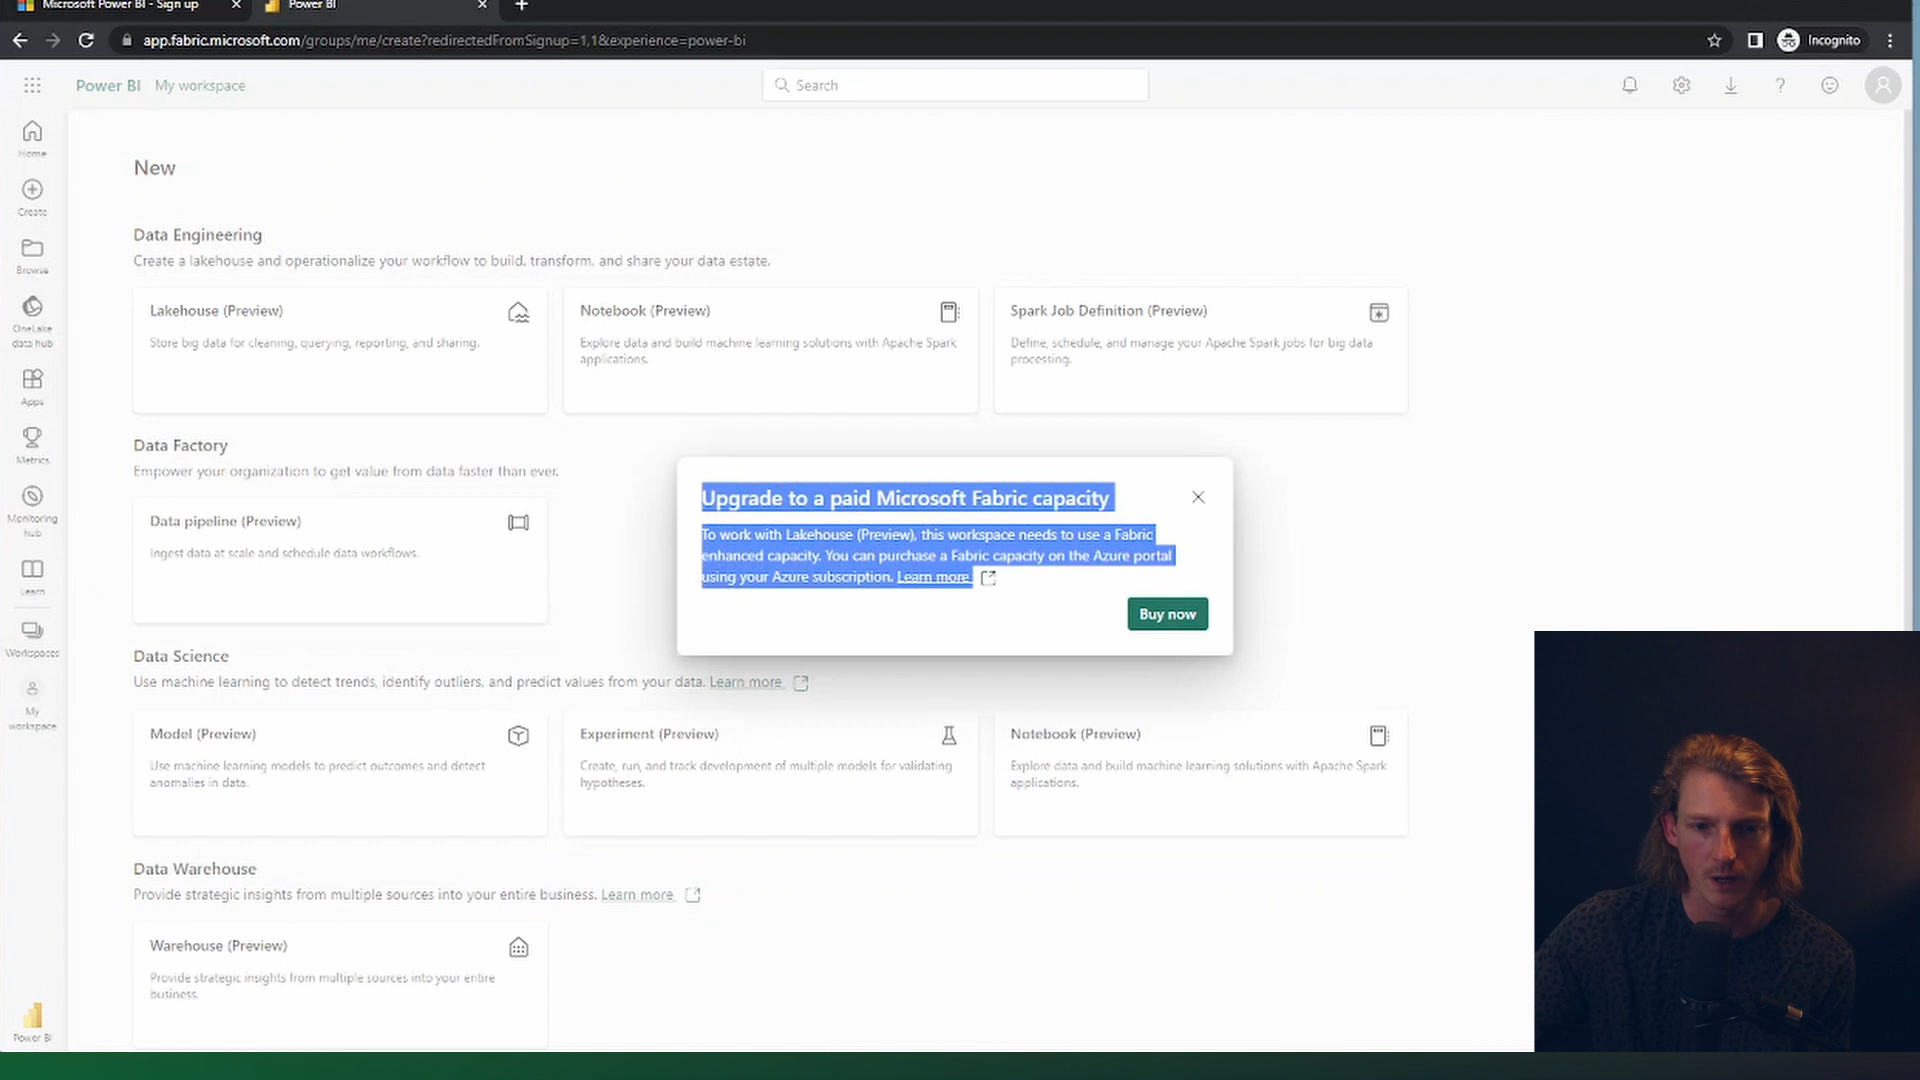 Microsoft Power BI - Sign up
Power BI
app.fabric.microsoft.com/groups/me/create?redirectedFromSignup=1,1&experience=power-bi
Incognito
Power BI My workspace
Search
Home
Create
Browse
OneLake
data hub
Apps
Metrics
Monitoring
hub
Learn
Workspaces
My
workspace
Power BI
New
Data Engineering
Create a lakehouse and operationalize your workflow to build, transform, and share your data estate.
Lakehouse (Preview)
Store big data for cleaning, querying, reporting, and sharing.
Notebook (Preview)
Explore data and build machine learning solutions with Apache Spark
applications.
Spark Job Definition (Preview)
Define, schedule, and manage your Apache Spark jobs for big data
processing.
Data Factory
Empower your organization to get value from data faster than ever.
Data pipeline (Preview)
Ingest data at scale and schedule data workflows.
Upgrade to a paid Microsoft Fabric capacity
To work with Lakehouse (Preview), this workspace needs to use a Fabric
enhanced capacity. You can purchase a Fabric capacity on the Azure portal
using your Azure subscription. Learn more
Buy now
Data Science
Use machine learning to detect trends, identify outliers, and predict values from your data. Learn more
Model (Preview)
Use machine learning models to predict outcomes and detect
anomalies in data.
Experiment (Preview)
Create, run, and track development of multiple models for validating
hypotheses.
Notebook (Preview)
Explore data and build machine learning solutions with Apache Spark
applications.
Data Warehouse
Provide strategic insights from multiple sources into your entire business. Learn more
Warehouse (Preview)
Provide strategic insights from multiple sources into your entire
business.